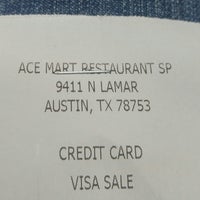 ACE MART RESTAURANT SP
9411 N LAMAR
AUSTIN, TX 78753
CREDIT CARD
VISA SALE